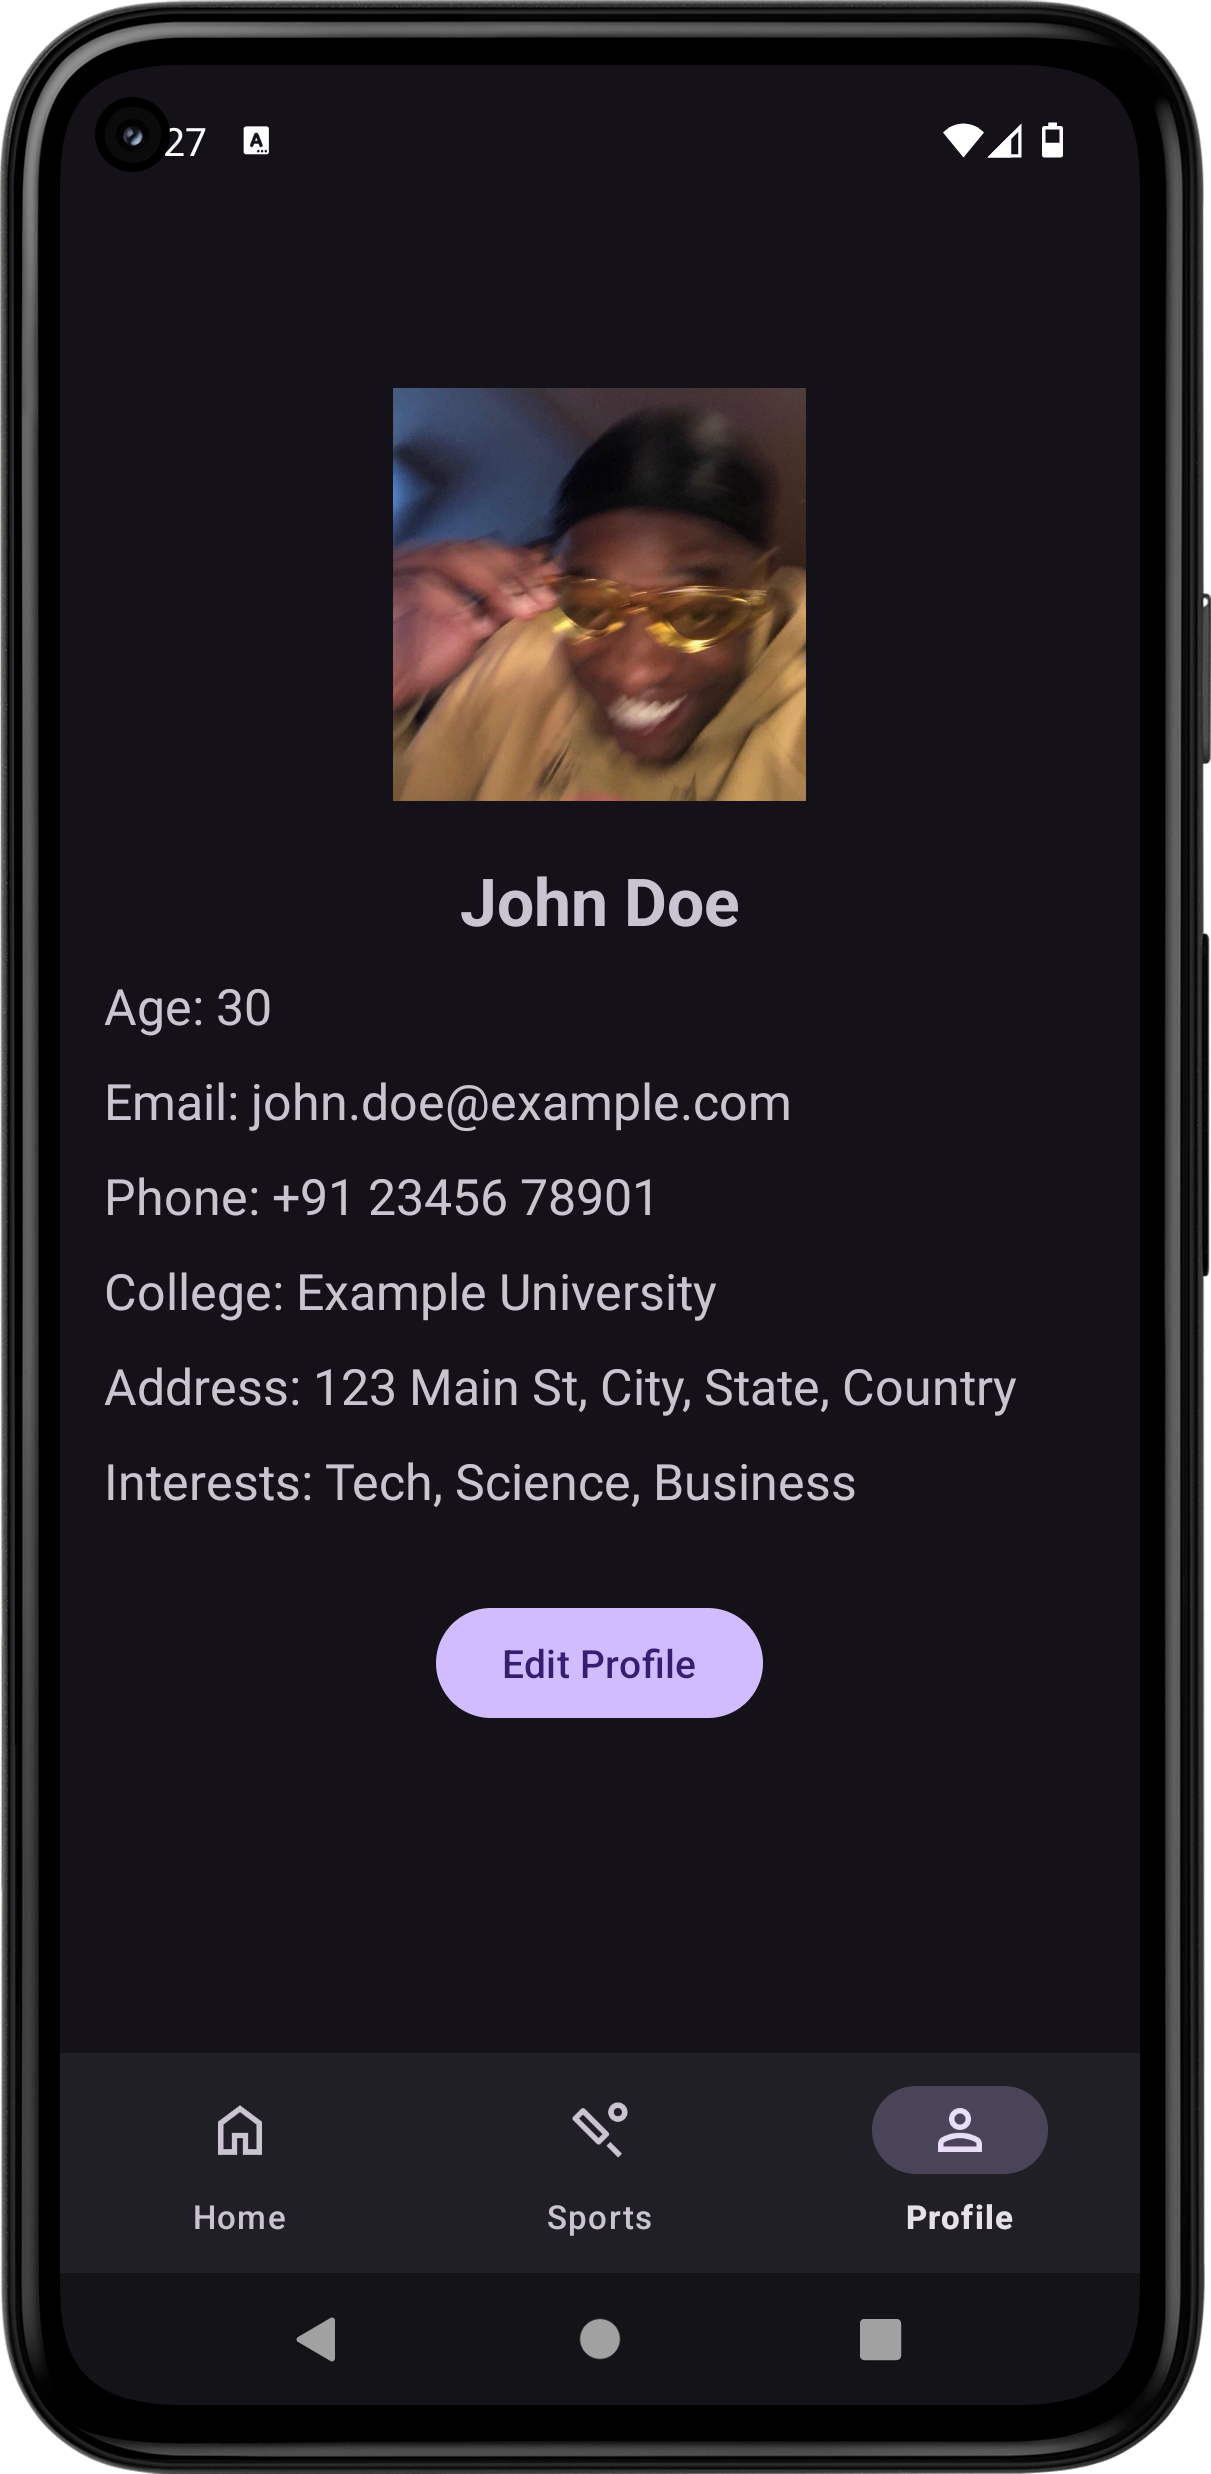 27
John Doe
Age: 30
Email: john.doe@example.com
Phone: +91 23456 78901
College: Example University
Address: 123 Main St, City, State, Country
Interests: Tech, Science, Business
Edit Profile
Home Sports Profile